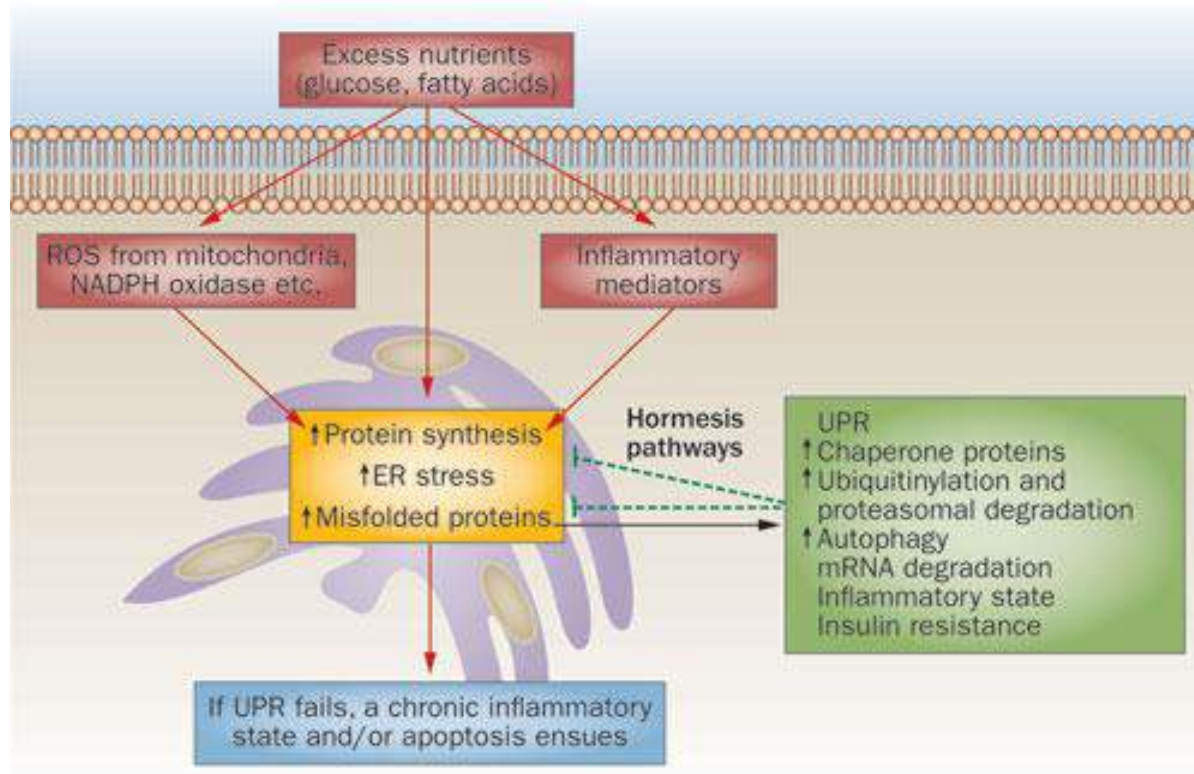 Excess nutrients
(glucose, fatty acids)
ROS from mitochondria,
NADPH oxidase etc.
Inflammatory
mediators
↑Protein synthesis
↑ER stress
↑Misfolded proteins
Hormesis
pathways
UPR
↑Chaperone proteins
↑Ubiquitinylation and
proteasomal degradation
↑Autophagy
mRNA degradation
Inflammatory state
Insulin resistance
If UPR fails, a chronic inflammatory
state and/or apoptosis ensues